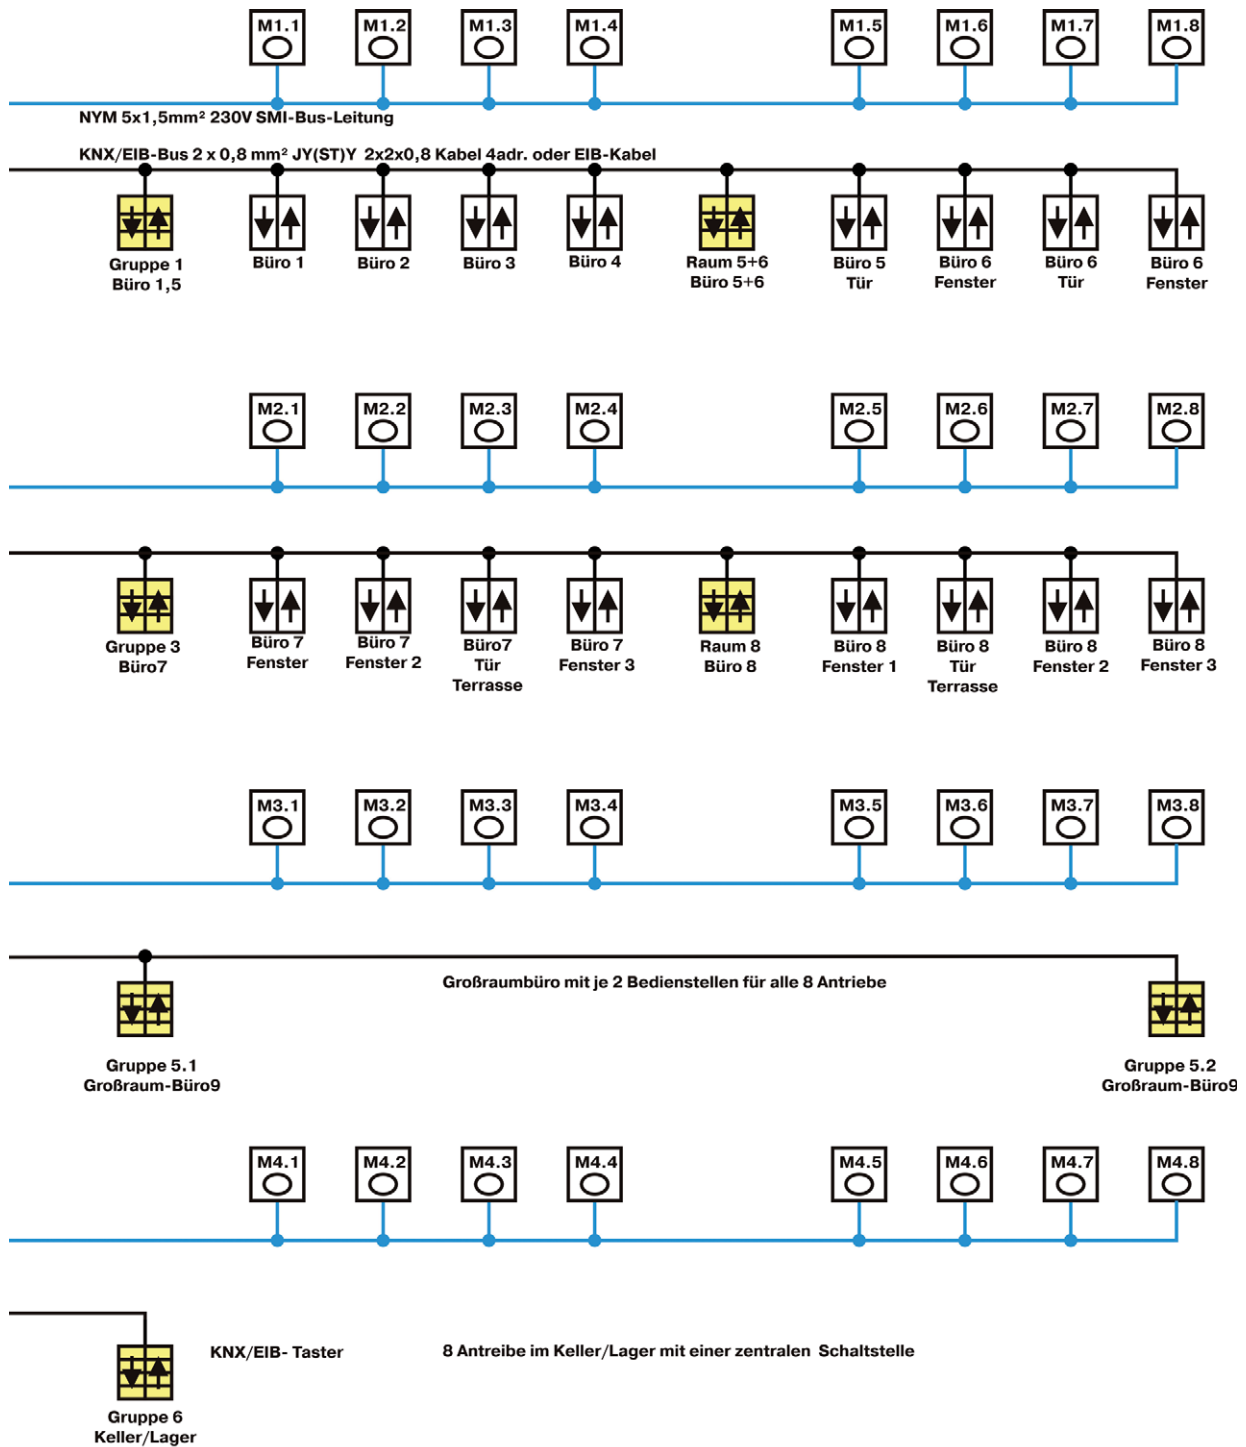 M1.1 M1.2 M1.3 M1.4 M1.5 M1.6 M1.7 M1.8
NYM 5x1,5mm² 230V SMI-Bus-Leitung
KNX/EIB-Bus 2 x 0,8 mm² JY(ST)Y 2x2x0,8 Kabel 4adr. oder EIB-Kabel
Gruppe 1
Büro 1,5
Büro 1
Büro 2
Büro 3
Büro 4
Raum 5+6
Büro 5+6
Büro 5
Tür
Büro 6
Fenster
Büro 6
Tür
Büro 6
Fenster
M2.1 M2.2 M2.3 M2.4 M2.5 M2.6 M2.7 M2.8
Gruppe 3
Büro7
Büro 7
Fenster
Büro 7
Fenster 2
Büro7
Tür
Terrasse
Büro 7
Fenster 3
Raum 8
Büro 8
Büro 8
Fenster 1
Büro 8
Tür
Terrasse
Büro 8
Fenster 2
Büro 8
Fenster 3
M3.1 M3.2 M3.3 M3.4 M3.5 M3.6 M3.7 M3.8
Großraumbüro mit je 2 Bedienstellen für alle 8 Antriebe
Gruppe 5.1
Großraum-Büro9
Gruppe 5.2
Großraum-Büro9
M4.1 M4.2 M4.3 M4.4 M4.5 M4.6 M4.7 M4.8
KNX/EIB- Taster
8 Antreibe im Keller/Lager mit einer zentralen Schaltstelle
Gruppe 6
Keller/Lager